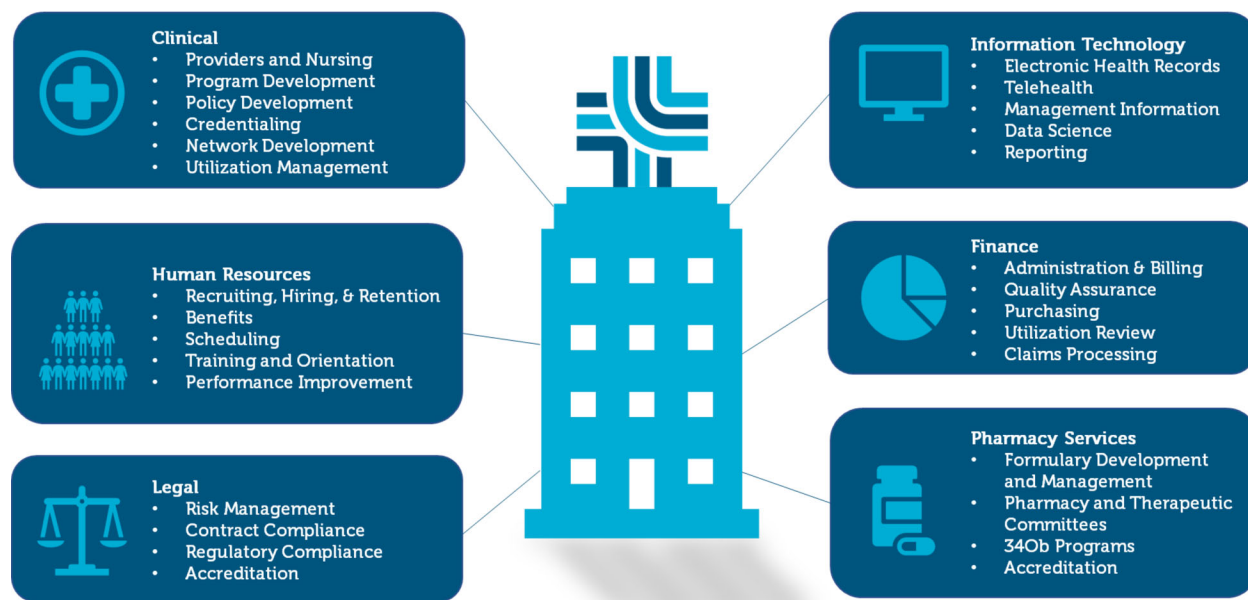 Clinical
• Providers and Nursing
• Program Development
• Policy Development
• Credentialing
• Network Development
• Utilization Management
Human Resources
• Recruiting, Hiring, & Retention
• Benefits
• Scheduling
• Training and Orientation
• Performance Improvement
Legal
• Risk Management
• Contract Compliance
• Regulatory Compliance
• Accreditation
Information Technology
• Electronic Health Records
• Telehealth
• Management Information
• Data Science
• Reporting
Finance
• Administration & Billing
• Quality Assurance
• Purchasing
• Utilization Review
• Claims Processing
Pharmacy Services
• Formulary Development
and Management
• Pharmacy and Therapeutic
Committees
• 34Ob Programs
• Accreditation